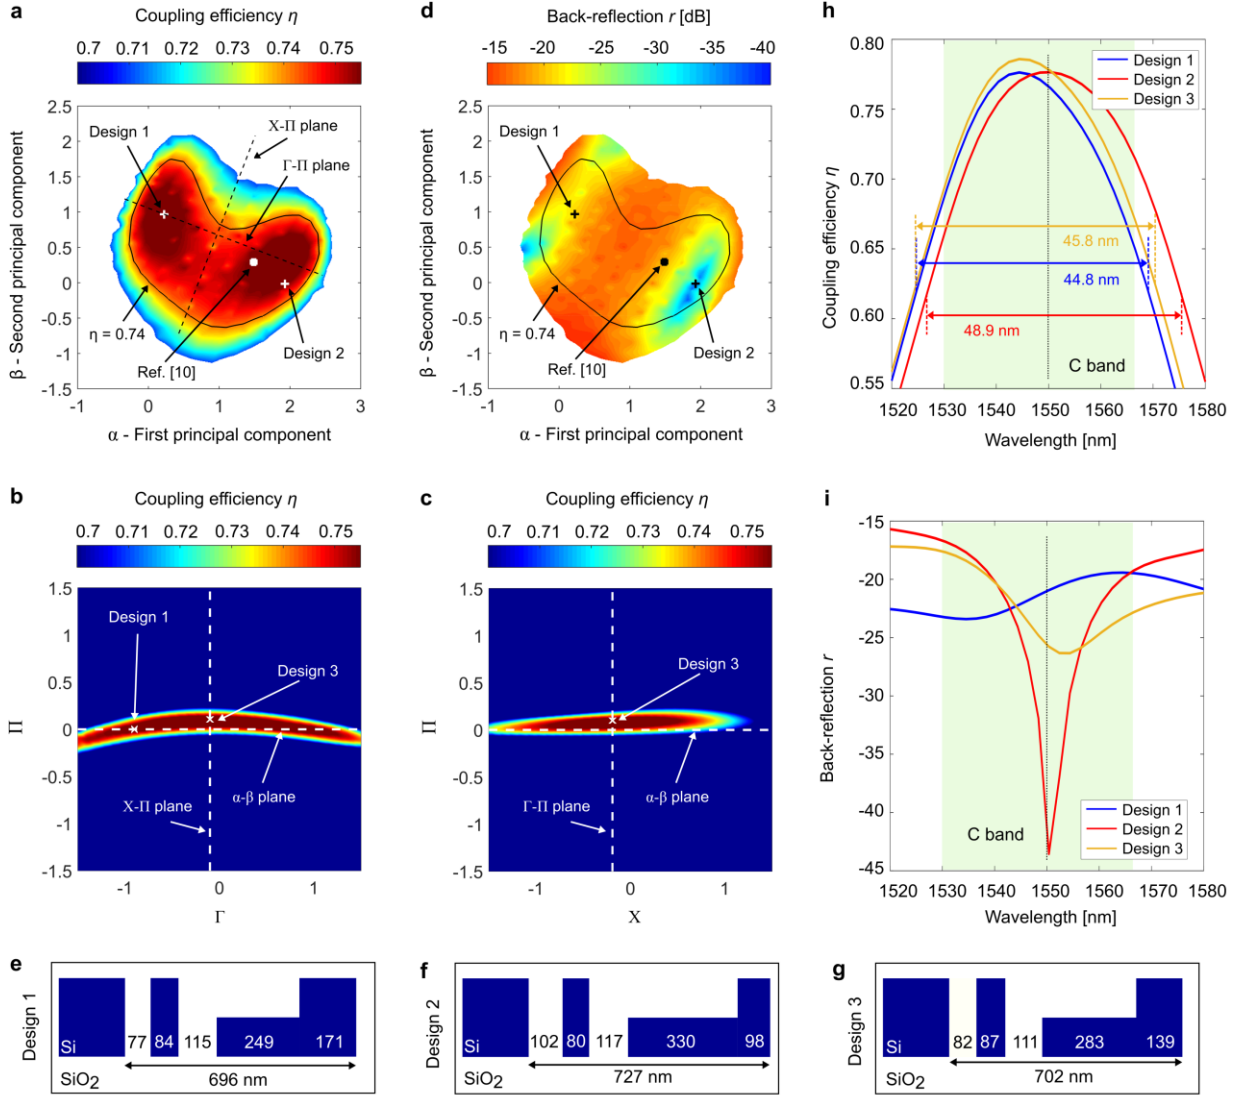 a
Coupling efficiency η
0.7 0.71 0.72 0.73 0.74 0.75
2.5
2
1.5
1
0.5
0
-0.5
-1
-1.5
Design 1
X-Π plane
Γ-Π plane
η = 0.74
Ref. [10]
Design 2
-1 0 1 2 3
α - First principal component
β - Second principal component
d
Back-reflection r [dB]
-15 -23 -23 -31 -35 -40
2.5
2
1.5
1
0.5
0
-0.5
-1
-1.5
Design 1
η = 0.74
Ref. [10]
Design 2
-1 0 1 2 3
α - First principal component
β - Second principal component
h
0.80
0.75
0.70
0.65
0.60
0.55
Design 1
Design 2
Design 3
45.8 nm
44.8 nm
48.9 nm
C band
1520 1530 1540 1550 1560 1570 1580
Wavelength [nm]
Coupling efficiency η
b
Coupling efficiency η
0.7 0.71 0.72 0.73 0.74 0.75
1.5
1
0.5
0
-0.5
-1
-1.5
Design 1
Design 3
X-Π plane
α-β plane
-1 0 1
Γ
Π
c
Coupling efficiency η
0.7 0.71 0.72 0.73 0.74 0.75
1.5
1
0.5
0
-0.5
-1
-1.5
Design 3
Γ-Π plane
α-β plane
-1 0 1
X
Π
i
-15
-20
-25
-30
-35
-40
-45
C band
Design 1
Design 2
Design 3
1520 1530 1540 1550 1560 1570 1580
Wavelength [nm]
Back-reflection r
e
Design 1
Si 77 84 115 249 171
SiO2 696 nm
f
Design 2
Si 102 80 117 330 98
SiO2 727 nm
g
Design 3
Si 82 87 111 283 139
SiO2 702 nm